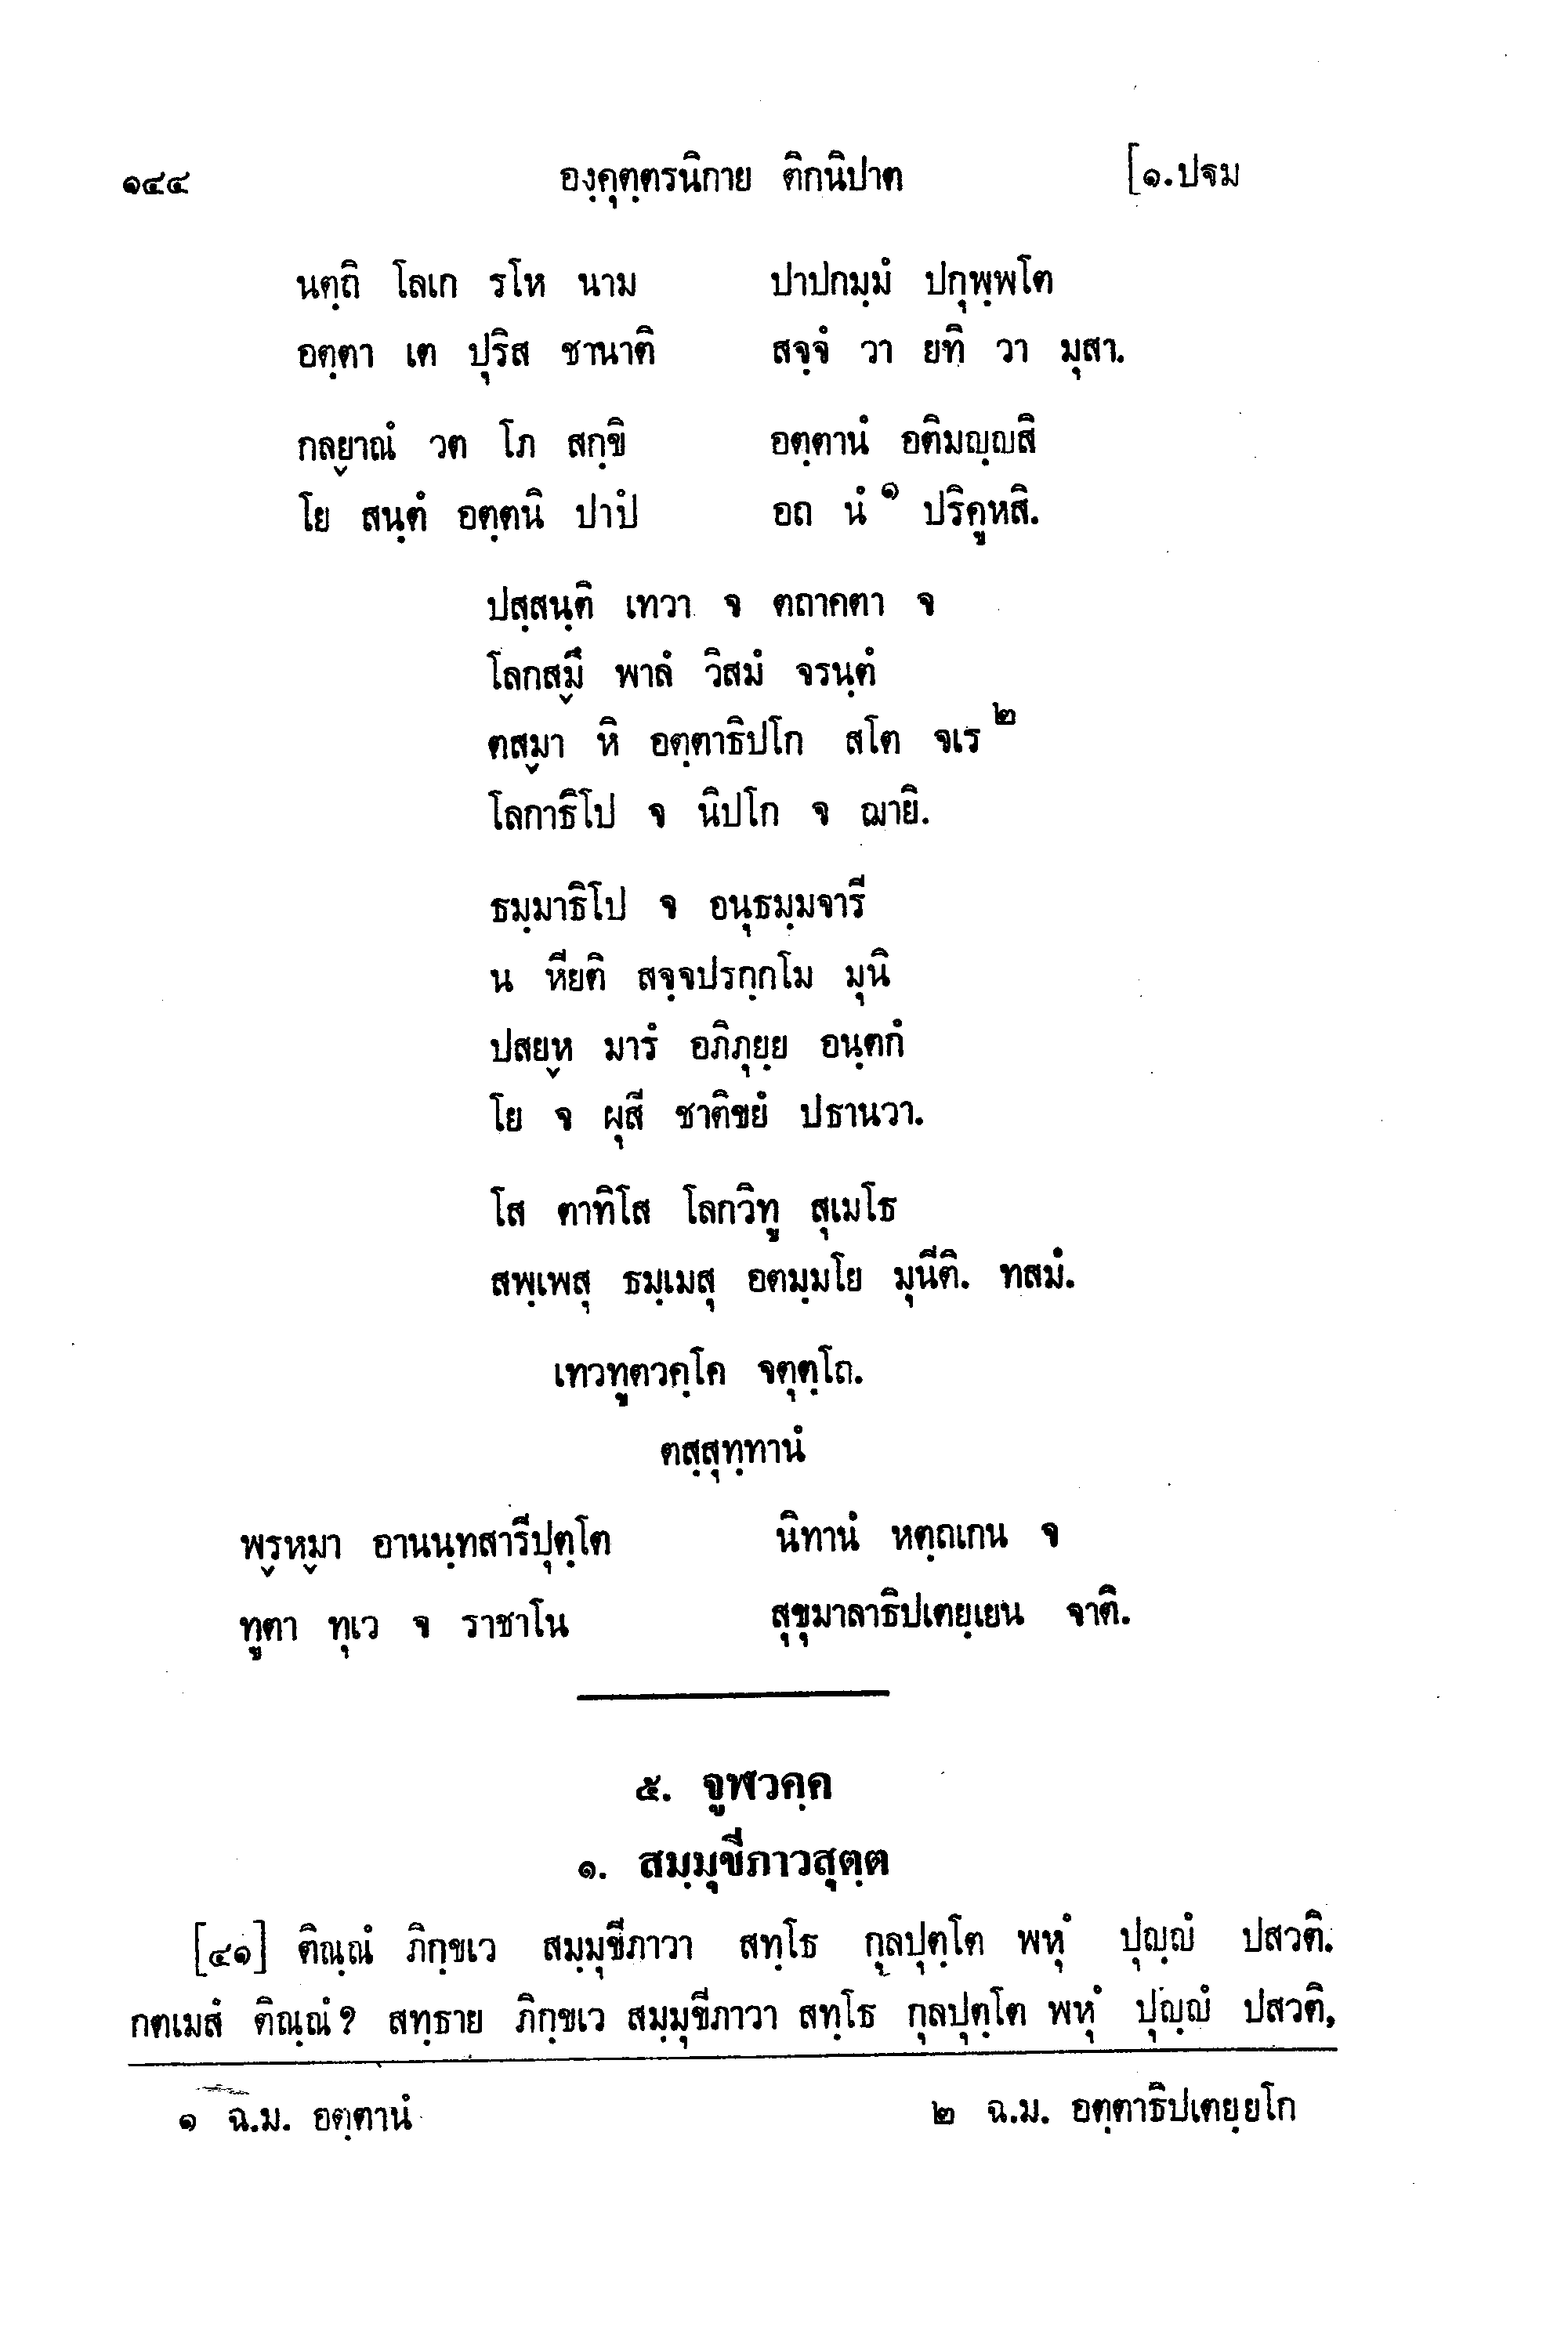 ๑๔๔ องฺคุตฺตรนิกาย ติกนิปาต [๑.ปฐม
นตฺถิ โลเก รโห นาม ปาปกมฺมํ ปกุพฺพโต
อตฺตา เต ปุริส ชานาติ สจฺจํ วา ยทิ วา มุสา.
กลฺยาณํ วต โภ สกฺขิ อตฺตานํ อติมญฺญสิ
โย สนฺตํ อตฺตนิ ปาปํ อถ นํ ๑ ปริคูหสิ.
ปสฺสนฺติ เทวา จ ตถาคตา จ
โลกสฺมึ พาลํ วิสมํ จรนฺตํ
ตสฺมา หิ อตฺตาธิปโก สโต จเร ๒
โลกาธิโป จ นิปโก จ ฌายิ.
ธมฺมาธิโป จ อนุธมฺมจารี
น หียติ สจฺจปรกฺกโม มุนิ
ปสยฺห มารํ อภิภุยฺย อนฺตกํ
โย จ ผุสี ชาติขยํ ปธานวา.
โส ตาทิโส โลกวิทู สุเมโธ
สพฺเพสุ ธมฺเมสุ อตมฺมโย มุนีติ. ทสมํ.
เทวทูตวคฺโค จตุตฺโถ.
ตสฺสุทฺทานํ
พฺรหฺมา อานนฺทสารีปุตฺโต นิทานํ หตฺถเกน จ
ทูตา ทุเว จ ราชาโน สุขุมาลาธิปเตยฺเยน จาติ.
๕. จูฬวคฺค
๑. สมฺมุขีภาวสุตฺต
[๔๑] ติณฺณํ ภิกฺขเว สมฺมุขีภาวา สทฺโธ กุลปุตฺโต พหุํ ปุญฺญํ ปสวติ.
กตเมสํ ติณฺณํ? สทฺธาย ภิกฺขเว สมฺมุขีภาวา สทฺโธ กุลปุตฺโต พหุํ ปุญฺญํ ปสวติ,
๑ ฉ.ม. อตฺตานํ ๒ ฉ.ม. อตฺตาธิปเตยฺยโก